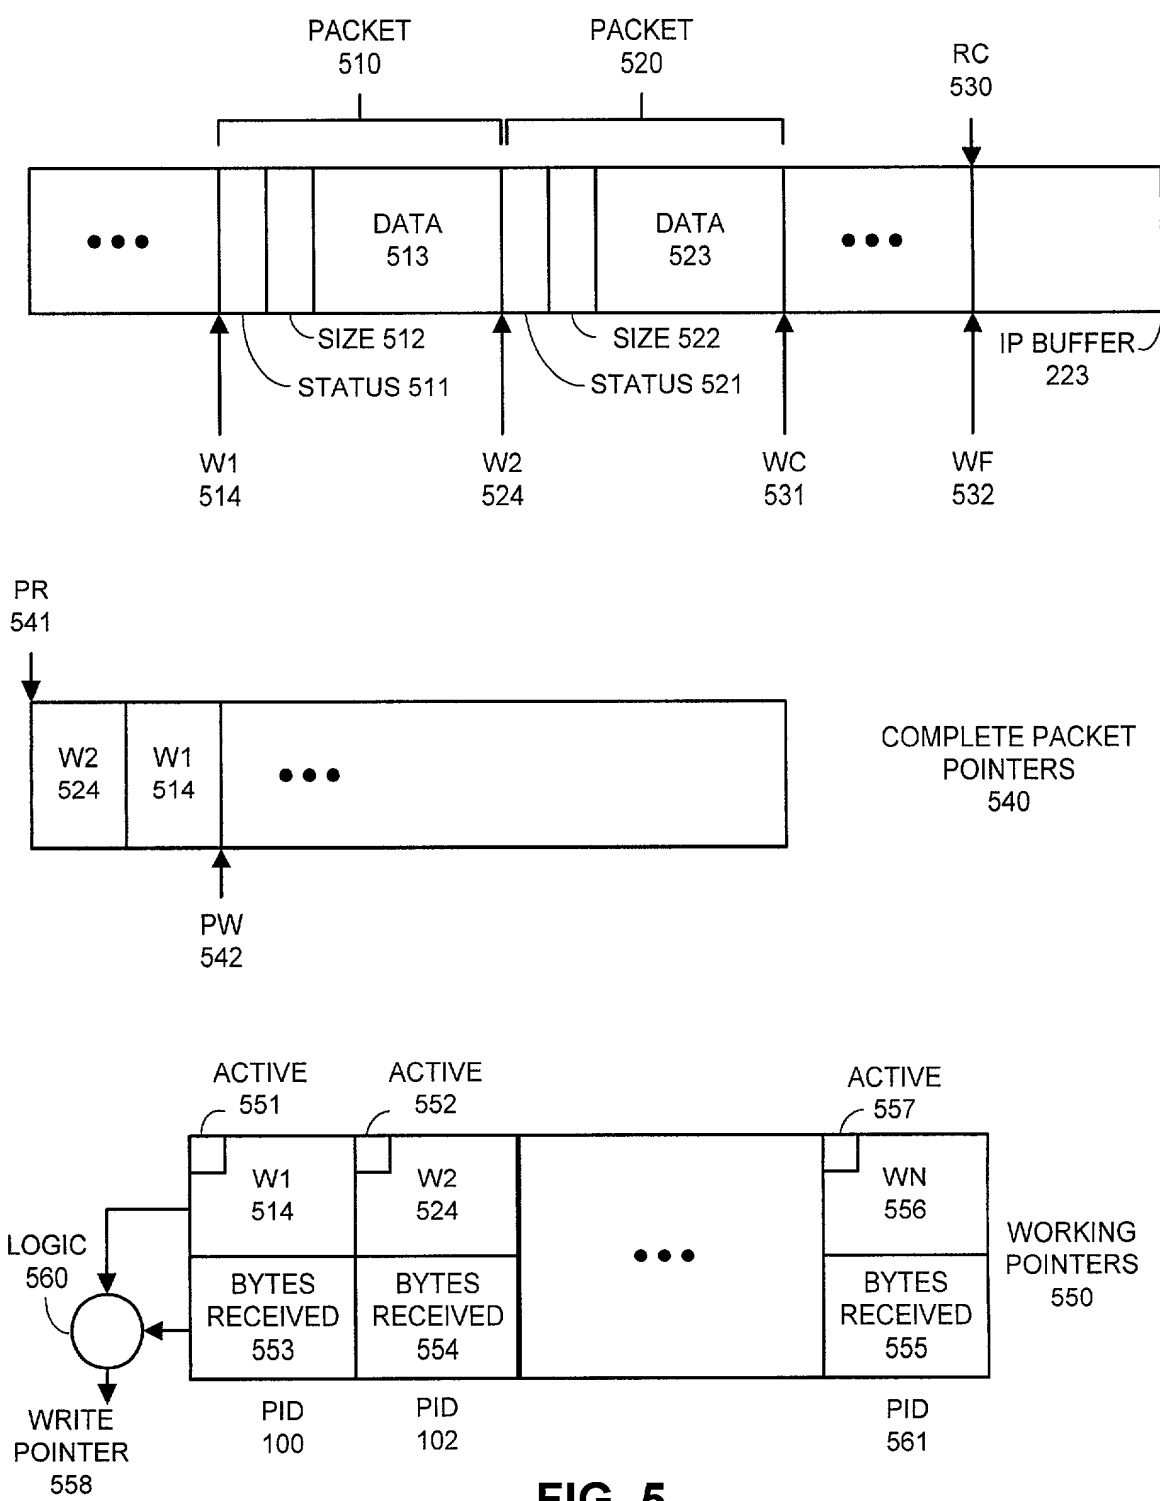 PACKET
510
PACKET
520
RC
530
DATA
513
DATA
523
SIZE 512
STATUS 511
SIZE 522
STATUS 521
IP BUFFER
223
W1
514
W2
524
WC
531
WF
532
PR
541
W2
524
W1
514
COMPLETE PACKET
POINTERS
540
PW
542
ACTIVE
551
ACTIVE
552
ACTIVE
557
W1
514
W2
524
WN
556
LOGIC
560
BYTES
RECEIVED
553
BYTES
RECEIVED
554
BYTES
RECEIVED
555
WORKING
POINTERS
550
WRITE
POINTER
558
PID
100
PID
102
PID
561
FIG. 5